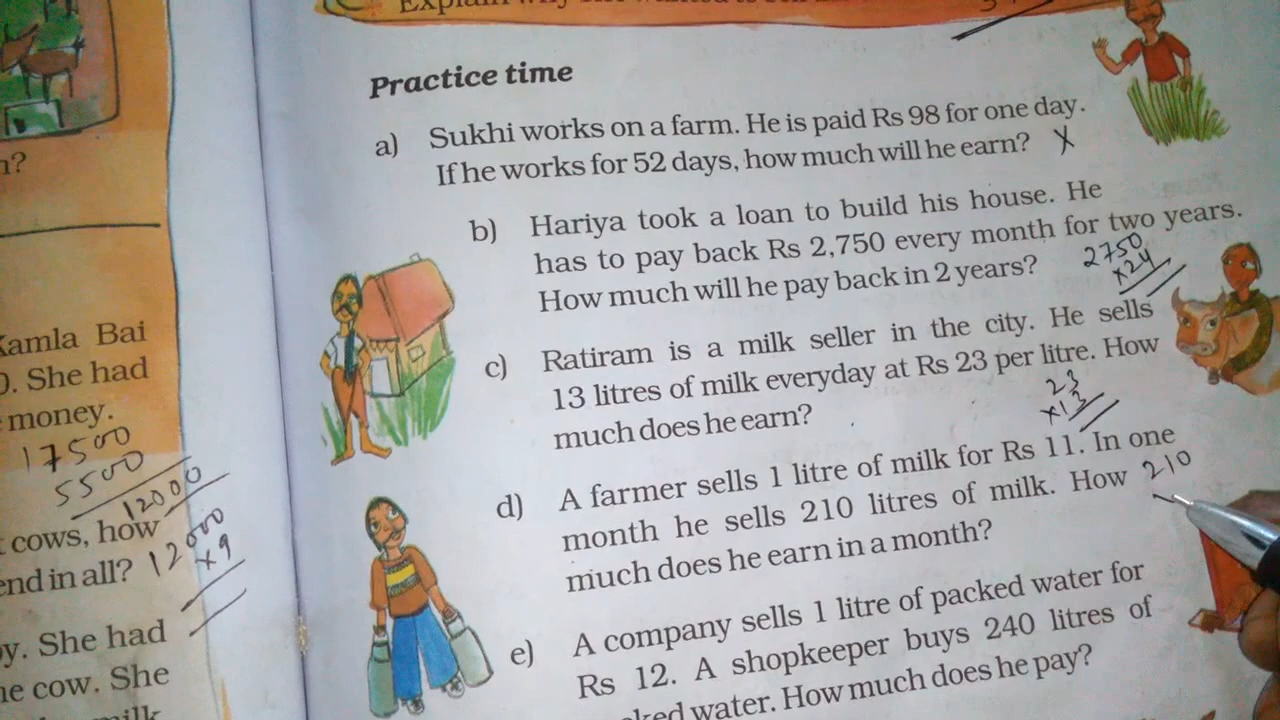 Practice time
a) Sukhi works on a farm. He is paid Rs 98 for one day.
If he works for 52 days, how much will he earn? X
b) Hariya took a loan to build his house. He
has to pay back Rs 2,750 every month for two years.
How much will he pay back in 2 years?
2750
×24
c) Ratiram is a milk seller in the city. He sells
13 litres of milk everyday at Rs 23 per litre. How
much does he earn?
23
×13
d) A farmer sells 1 litre of milk for Rs 11. In one
month he sells 210 litres of milk. How
much does he earn in a month?
210
e) A company sells 1 litre of packed water for
Rs 12. A shopkeeper buys 240 litres of
water. How much does he pay?
Bai
She had
money.
17500
5500
12000
cows, how
in all?
12000
×9
She had
cow. She